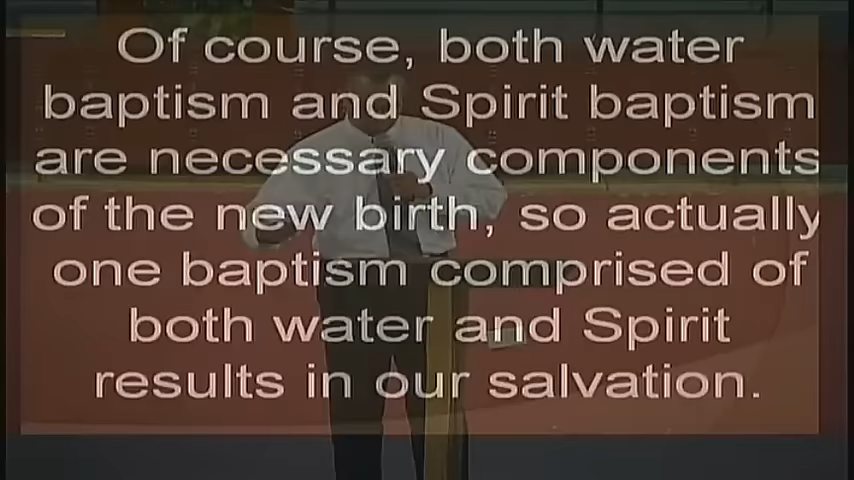 Of course, both water
baptism and Spirit baptism
are necessary components
of the new birth, so actually
one baptism comprised of
both water and Spirit
results in our salvation.